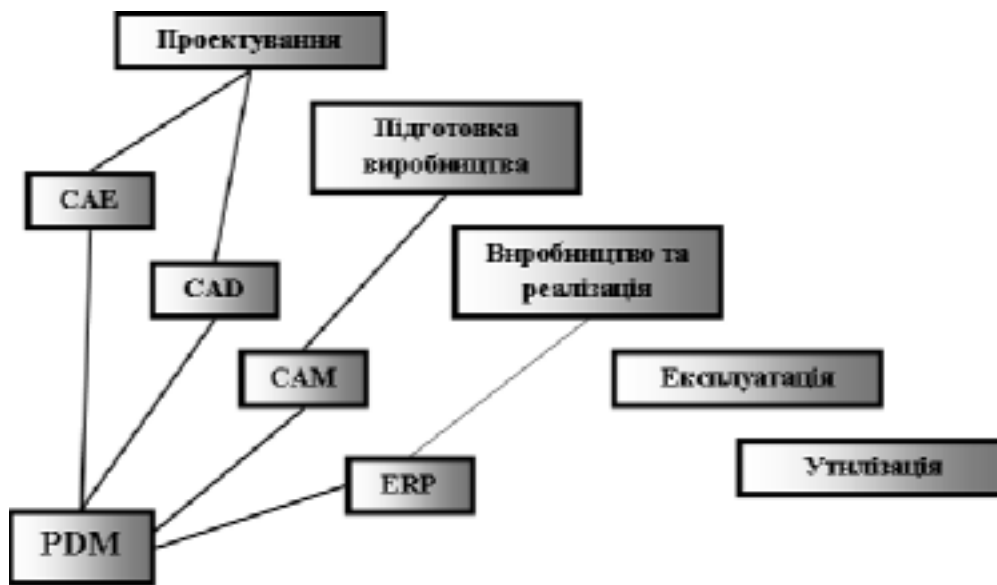 Проектування
Підготовка
виробництва
CAE
Виробництво та
реалізація
CAD
CAM
Експлуатація
ERP
Утилізація
PDM